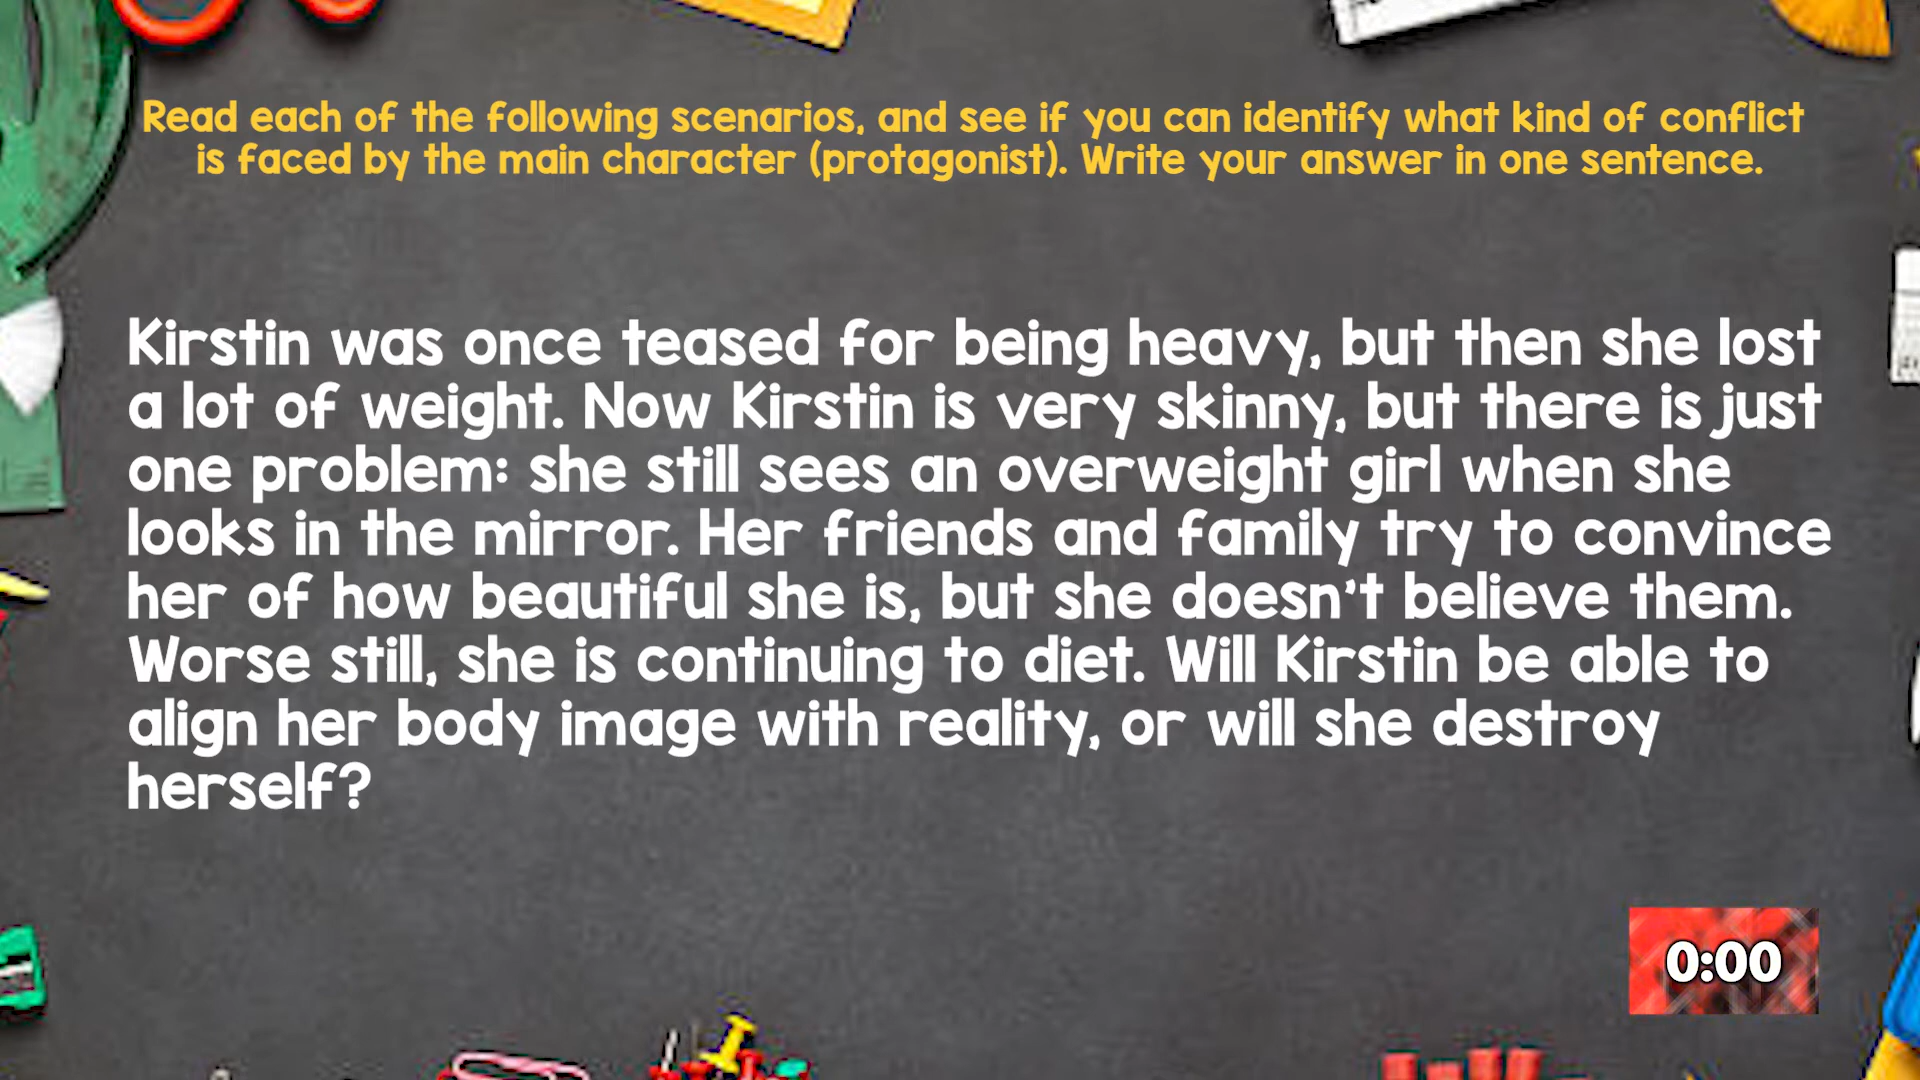 Read each of the following scenarios, and see if you can identify what kind of conflict
is faced by the main character (protagonist). Write your answer in one sentence.
Kirstin was once teased for being heavy, but then she lost
a lot of weight. Now Kirstin is very skinny, but there is just
one problem: she still sees an overweight girl when she
looks in the mirror. Her friends and family try to convince
her of how beautiful she is, but she doesn't believe them.
Worse still, she is continuing to diet. Will Kirstin be able to
align her body image with reality, or will she destroy
herself?
0:00